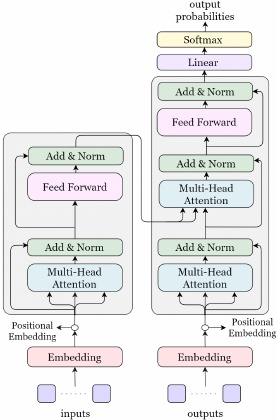 output
probabilities
Softmax
Linear
Add & Norm
Feed Forward
Add & Norm
Multi-Head
Attention
Add & Norm
Multi-Head
Attention
Positional
Embedding
Embedding
outputs
Add & Norm
Feed Forward
Add & Norm
Multi-Head
Attention
Positional
Embedding
Embedding
inputs